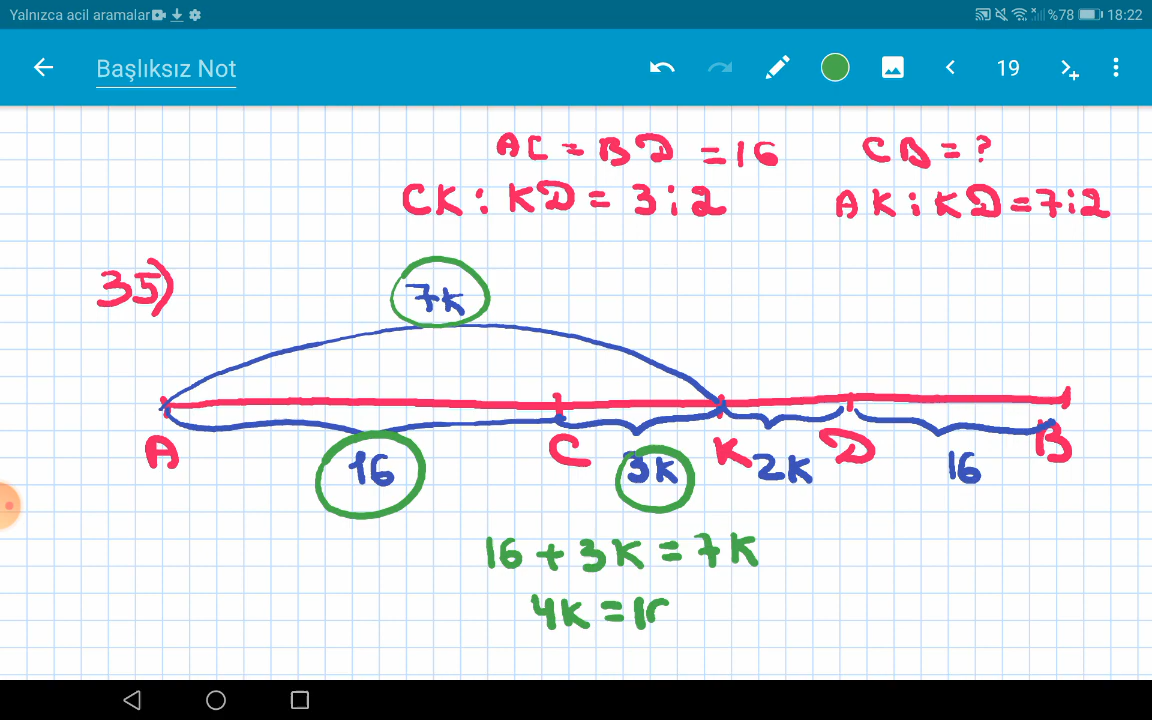 Yalnızca acil aramalar %78 18:22
Başlıksız Not 19
AC = BD = 16 CB = ?
CK : KD = 3 : 2 AK : KD = 7 : 2
35)
7k
A C K D B
16 3k 2k 16
16 + 3k = 7k
4k = 1